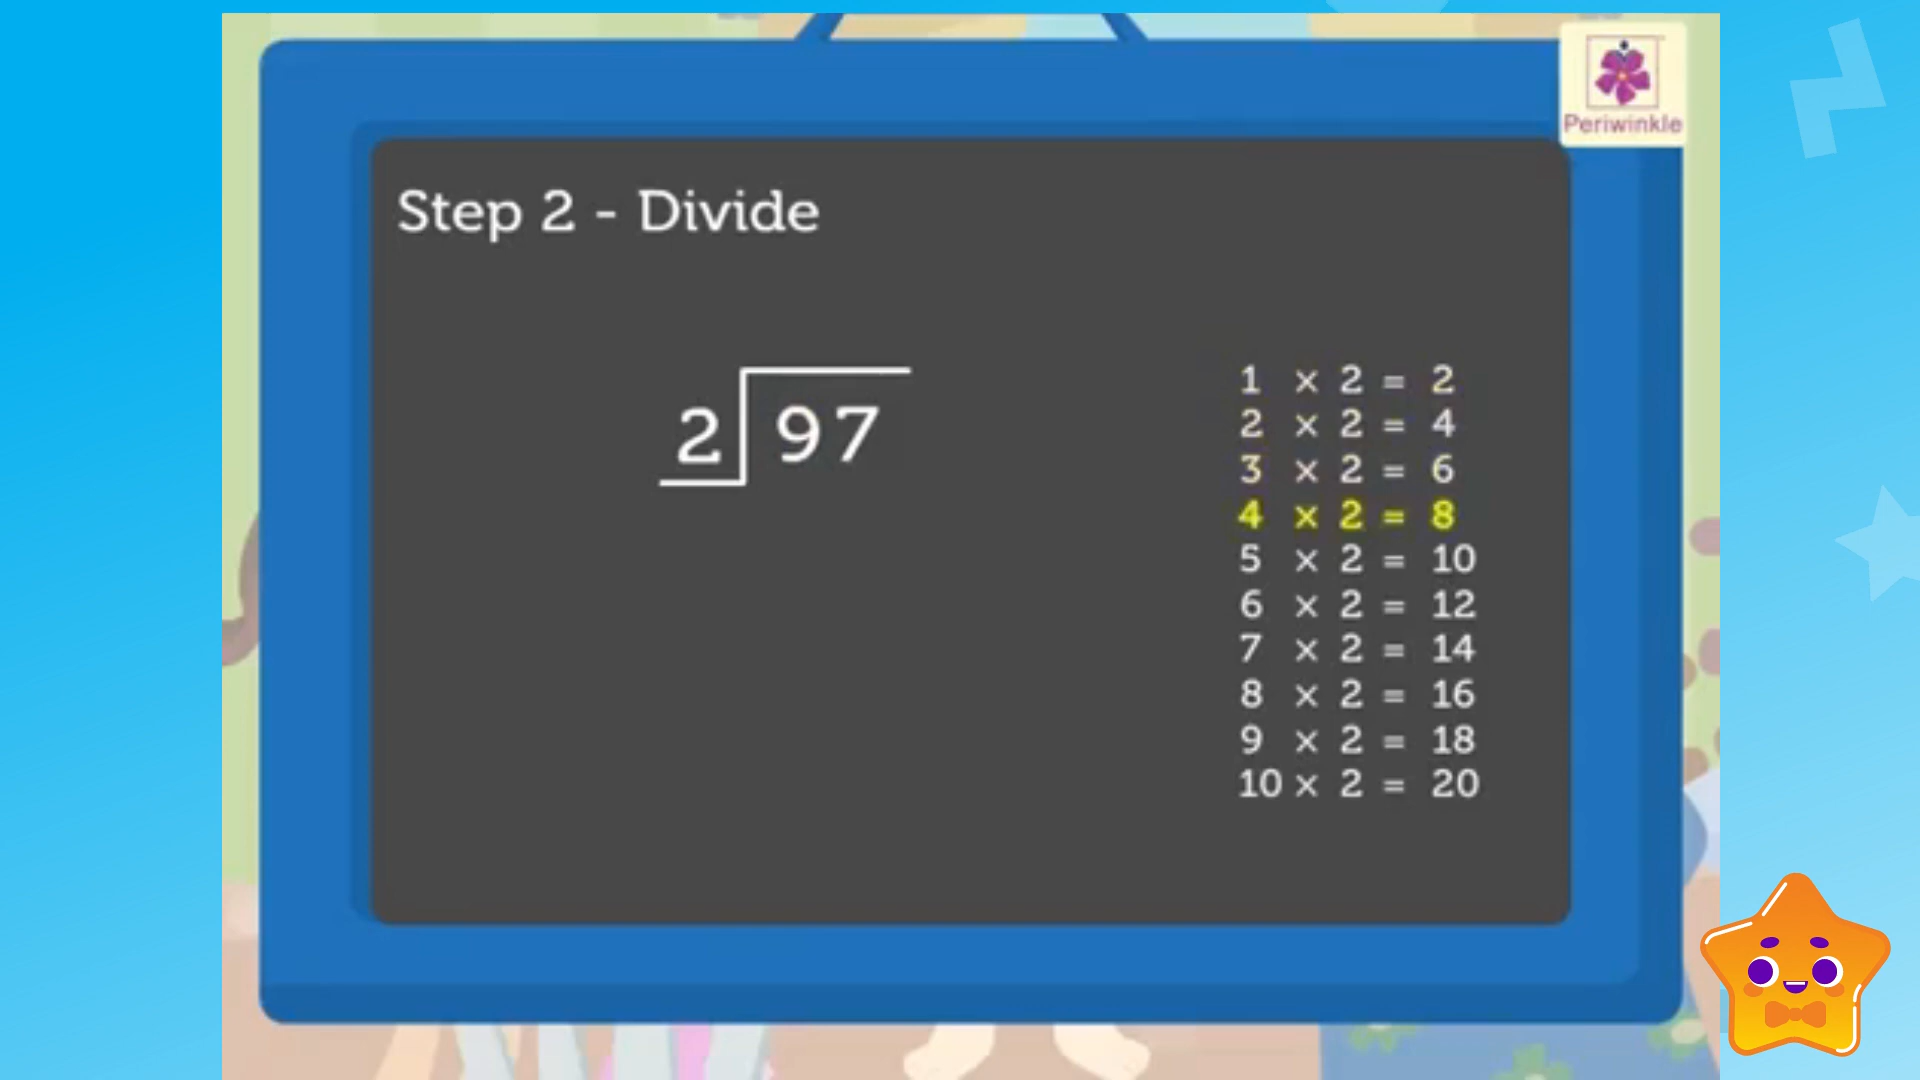 Periwinkle
Step 2 - Divide
2 97
1 × 2 = 2
2 × 2 = 4
3 × 2 = 6
4 × 2 = 8
5 × 2 = 10
6 × 2 = 12
7 × 2 = 14
8 × 2 = 16
9 × 2 = 18
10 × 2 = 20